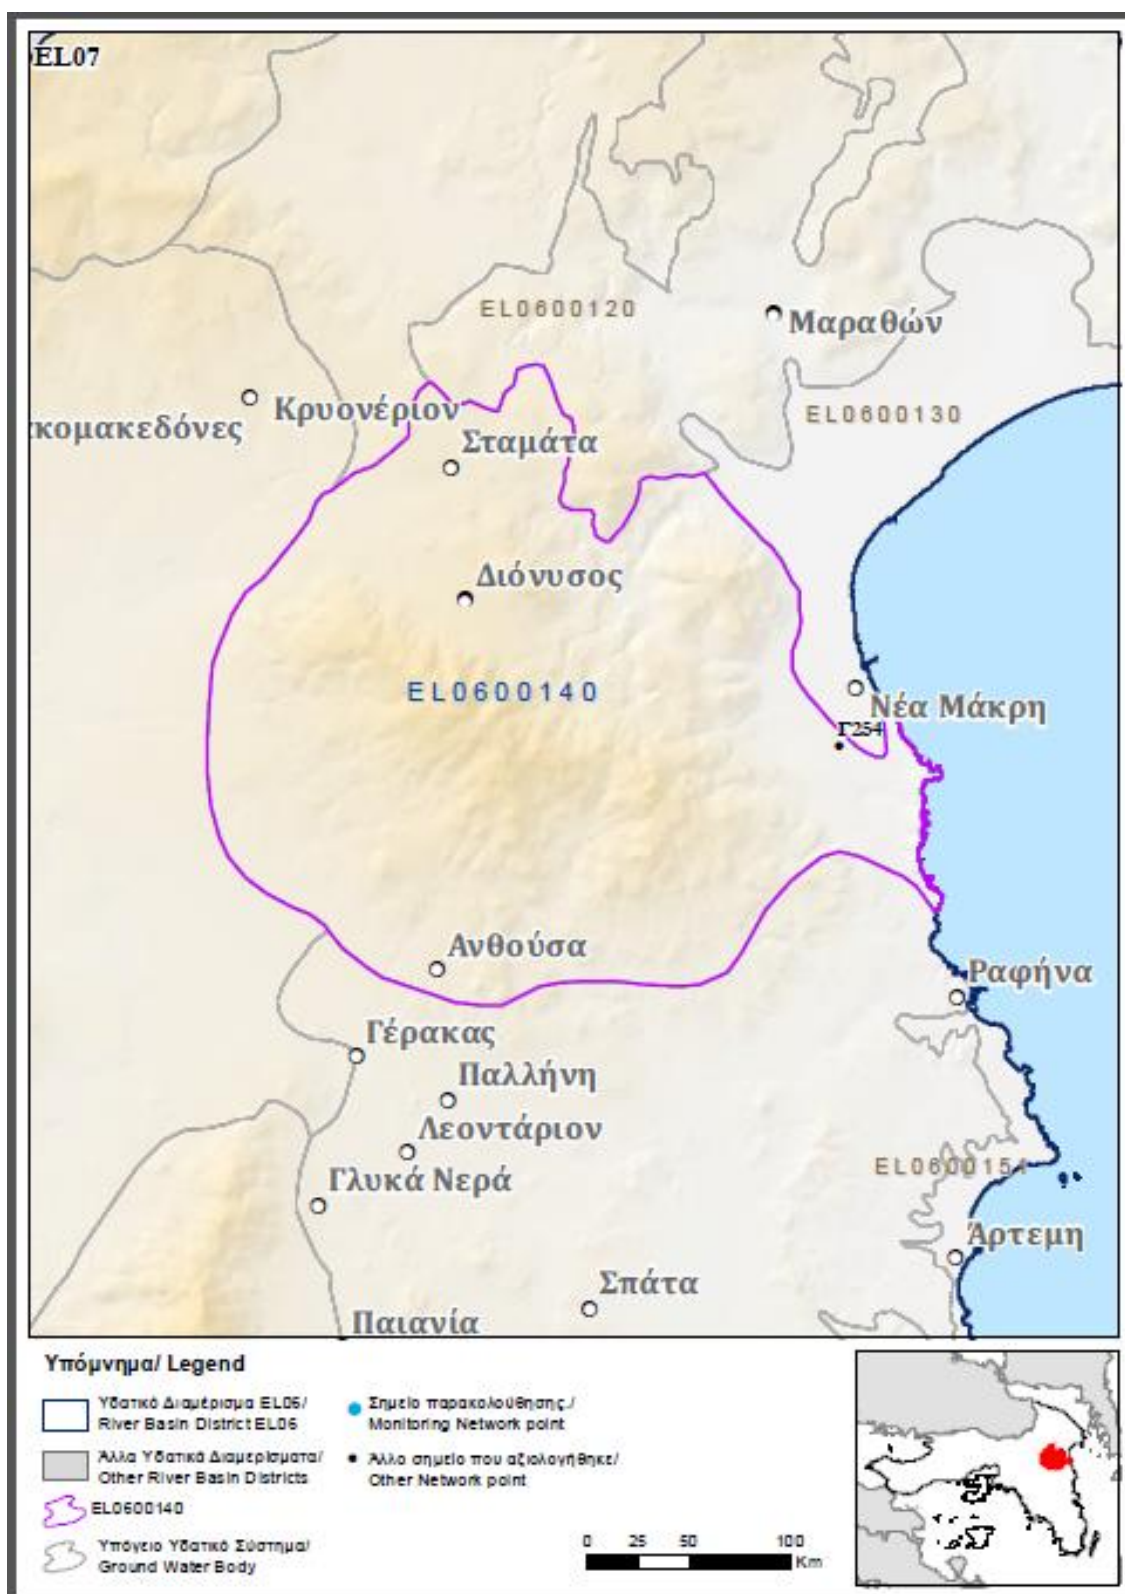 EL07
EL0600120
Μαραθών
Κρυονέριον
κομακεδόνες
EL0600130
Σταμάτα
Διόνυσος
EL0600140
Νέα Μάκρη
Γ254
Ανθούσα
Ραφήνα
Γέρακας
Παλλήνη
Λεοντάριον
EL0600151
Γλυκά Νερά
Άρτεμη
Σπάτα
Παιανία
Υπόμνημα/ Legend
Υδατικό Διαμέρισμα EL06/
River Basin District EL06
Άλλα Υδατικά Διαμερίσματα/
Other River Basin Districts
EL0600140
Υπόγειο Υδατικό Σύστημα/
Ground Water Body
Σημείο παρακολούθησης./
Monitoring Network point
Άλλο σημείο που αξιολογήθηκε/
Other Network point
0 25 50 100
Km